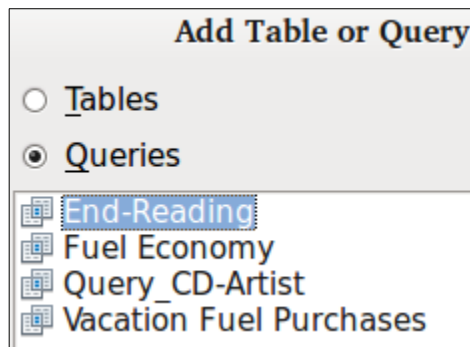 Add Table or Query
Tables
Queries
End-Reading
Fuel Economy
Query_CD-Artist
Vacation Fuel Purchases